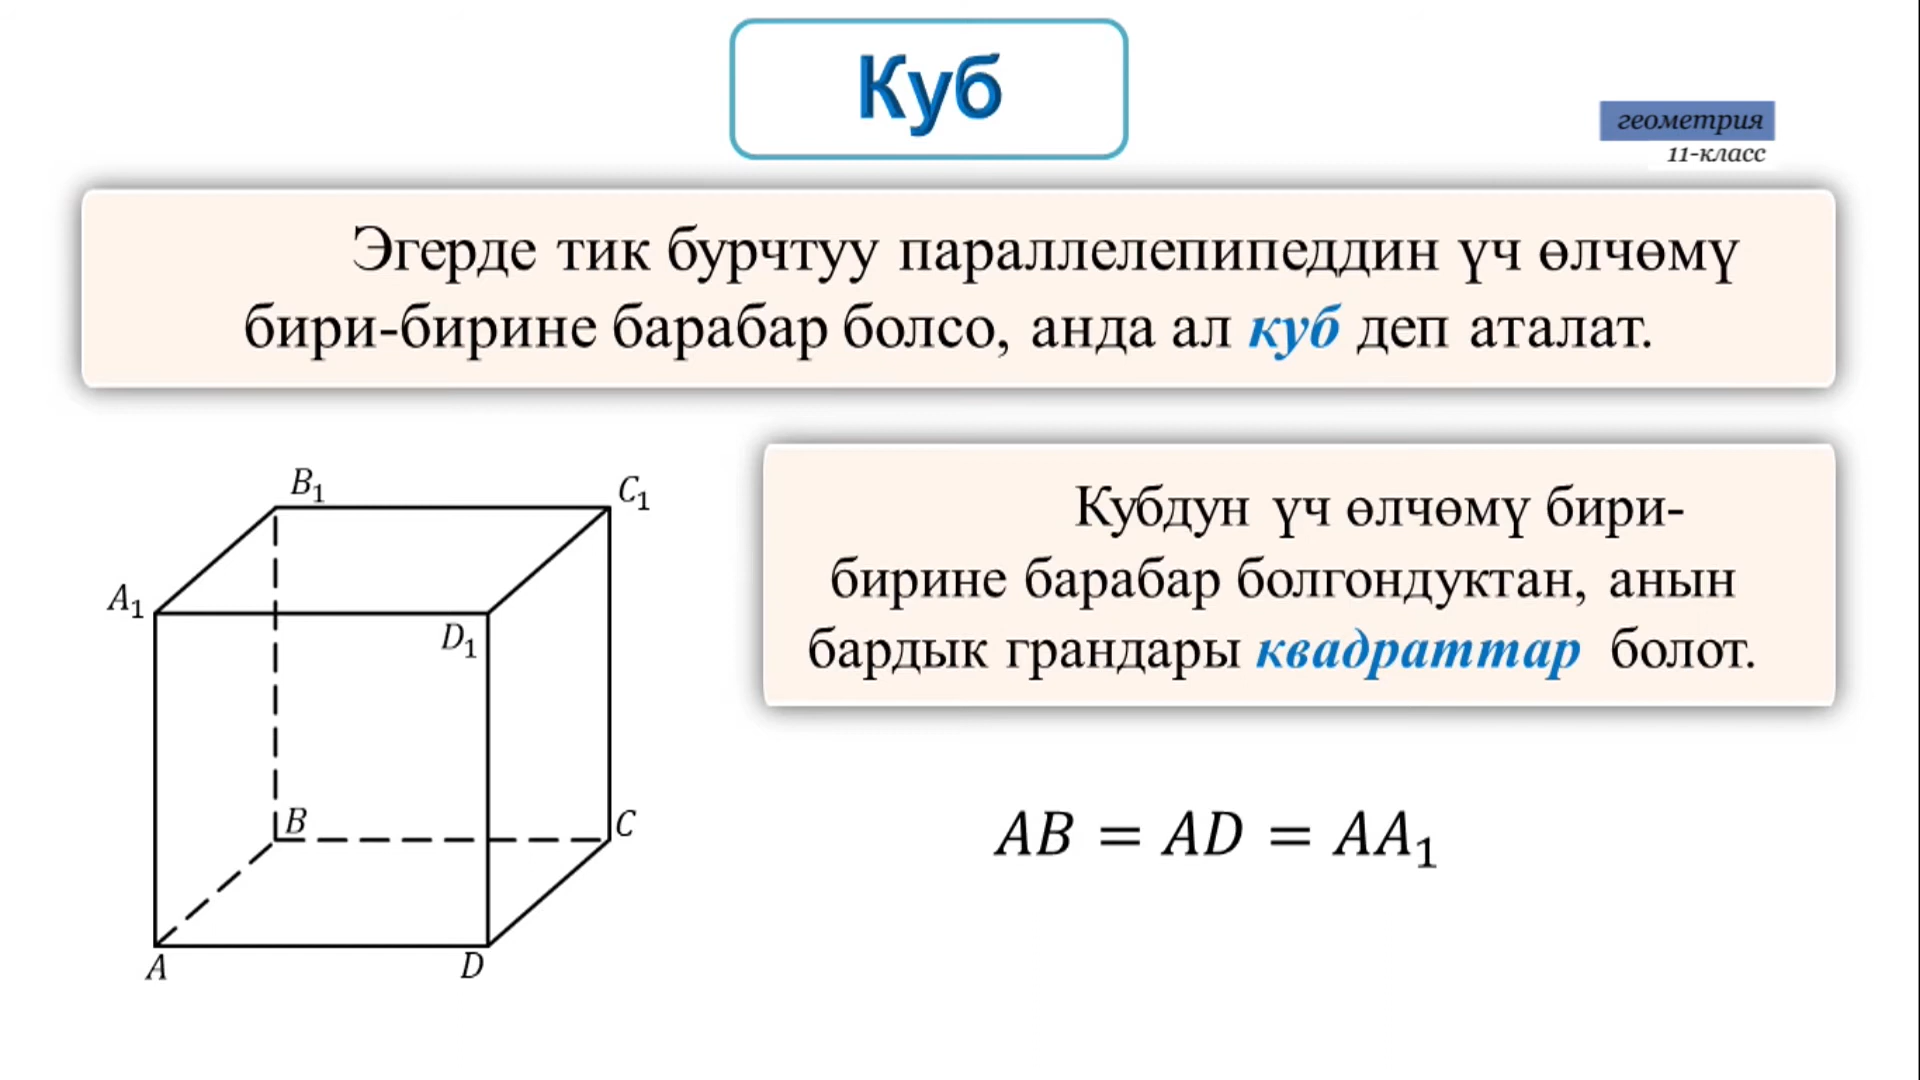 Куб
геометрия
11-класс
Эгерде тик бурчтуу параллелепипеддин үч өлчөмү
бири-бирине барабар болсо, анда ал куб деп аталат.
B₁
C₁
Кубдун үч өлчөмү бири-
бирине барабар болгондуктан, анын
A₁
D₁
бардык грандары квадраттар болот.
B
C
AB = AD = AA₁
A
D